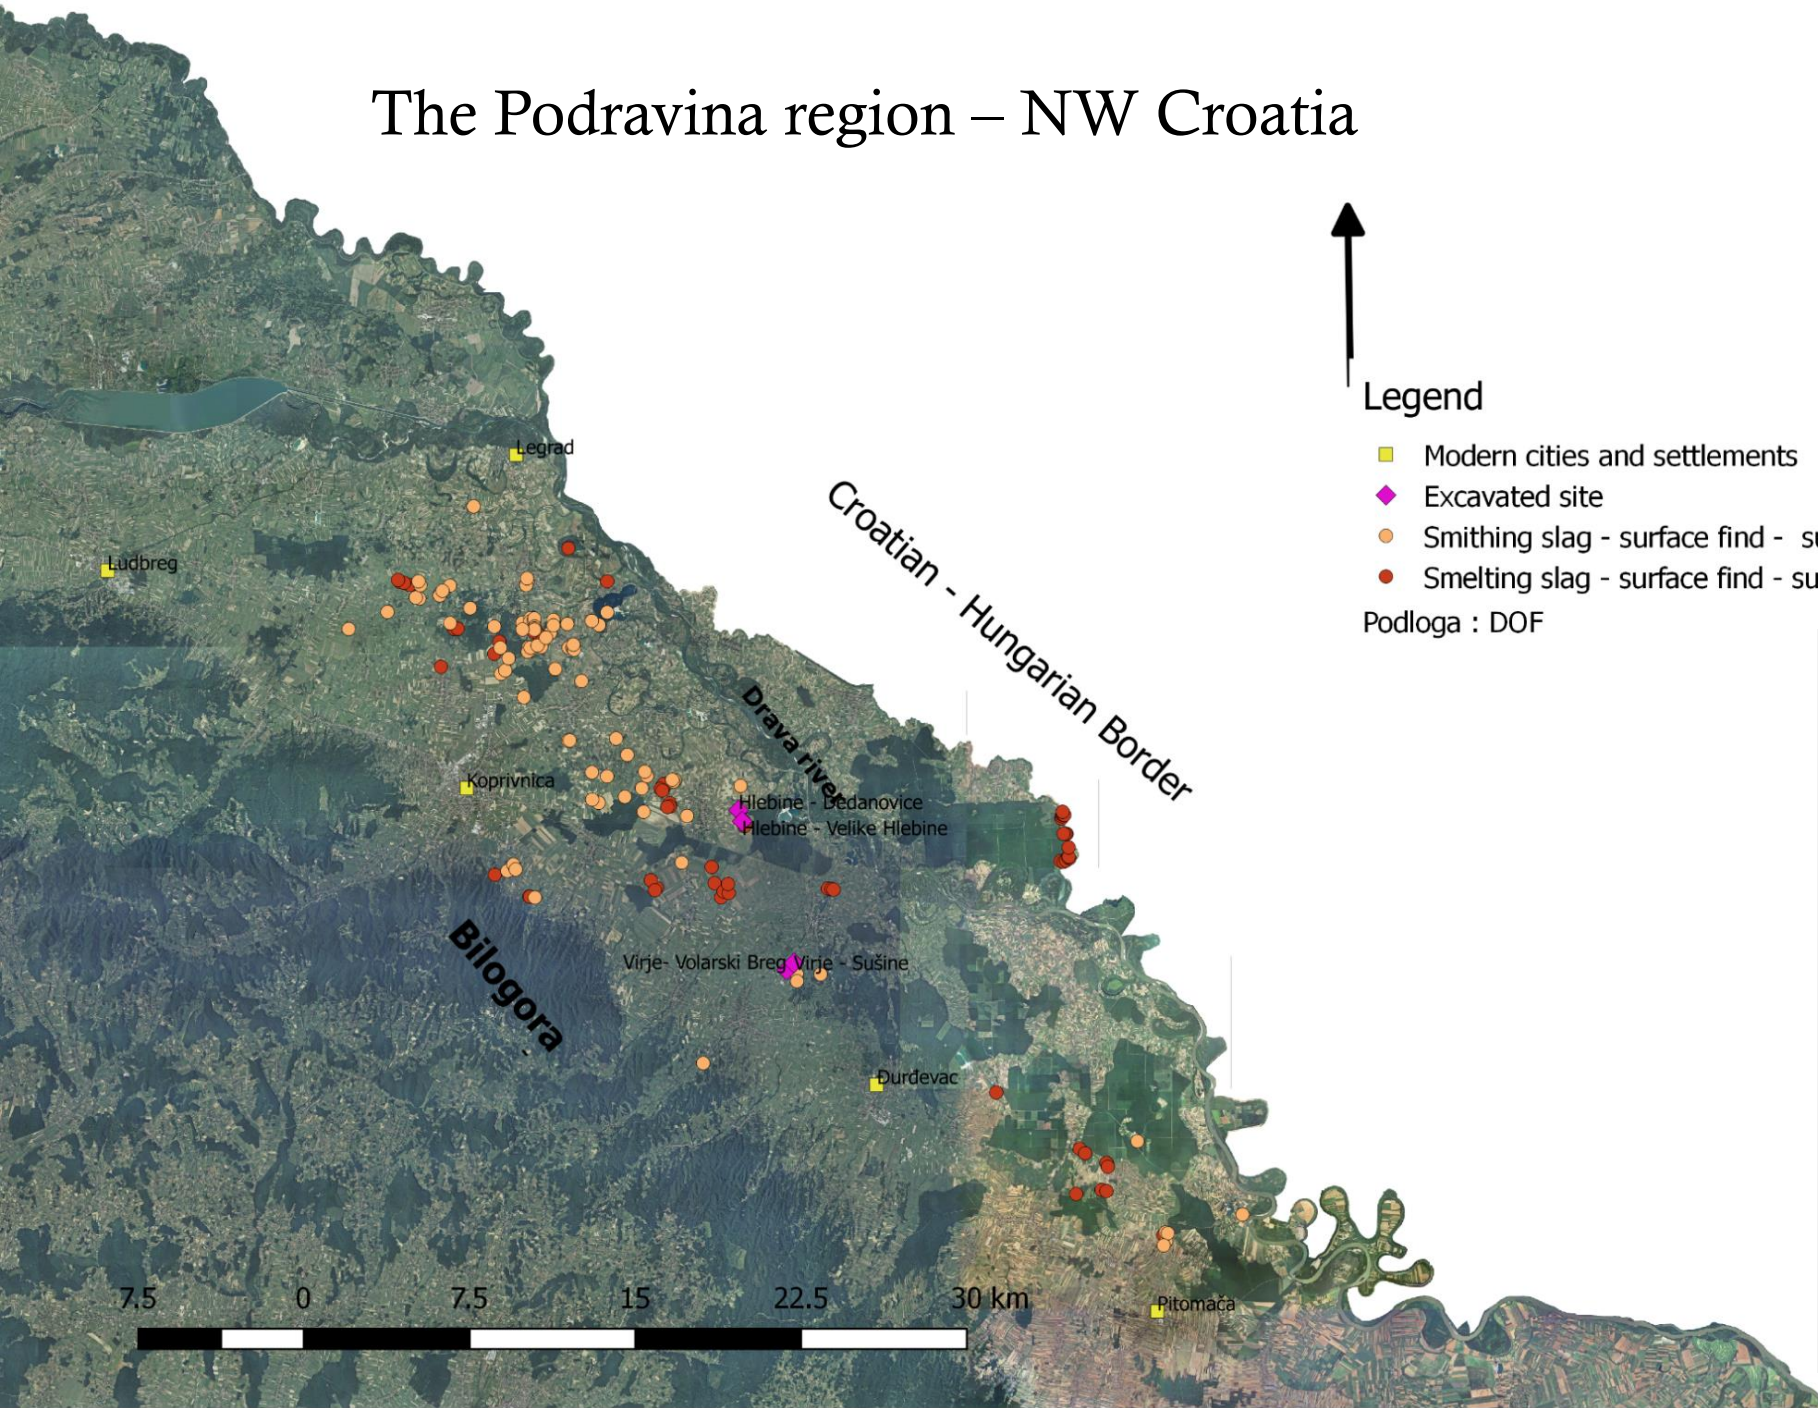 The Podravina region – NW Croatia
Legend
Modern cities and settlements
Excavated site
Smithing slag - surface find - su
Smelting slag - surface find - su
Podloga : DOF
Croatian - Hungarian Border
Legrad
Ludbreg
Drava river
Koprivnica
Hlebine - Dedanovice
Hlebine - Velike Hlebine
Bilogora
Virje- Volarski Breg Virje - Sušine
Đurđevac
Pitomača
7.5 0 7.5 15 22.5 30 km